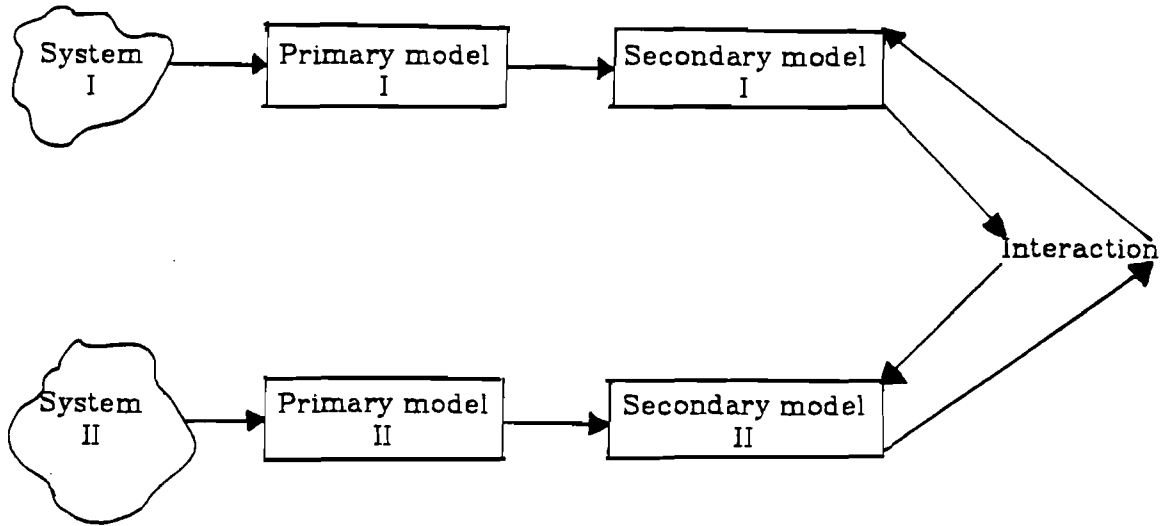 System
I
Primary model
I
Secondary model
I
Interaction
System
II
Primary model
II
Secondary model
II